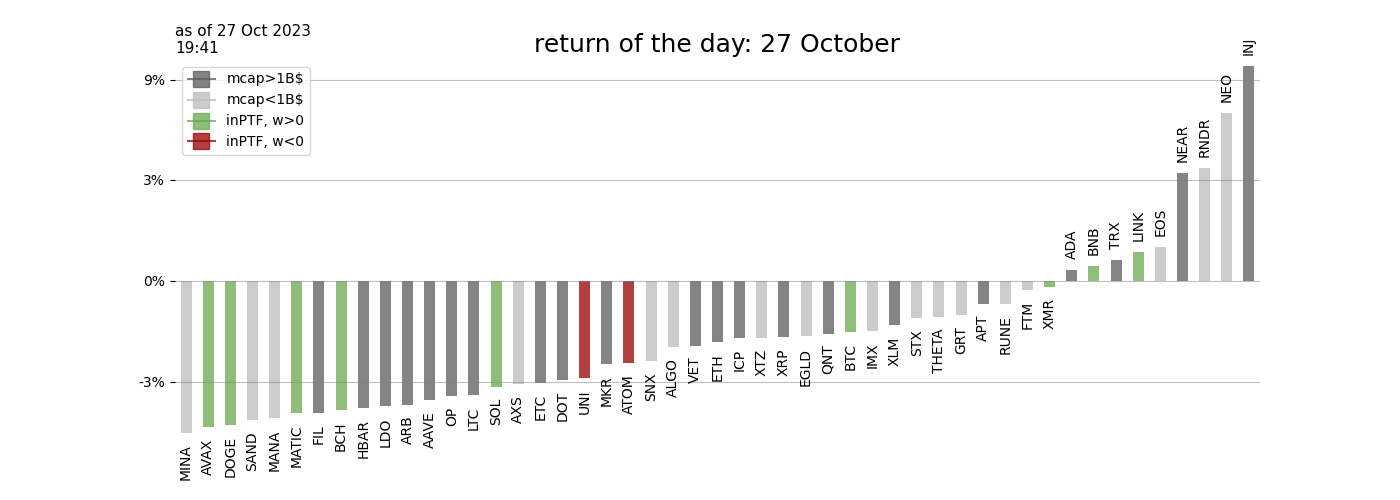 as of 27 Oct 2023
19:41
return of the day: 27 October
mcap>1B$
mcap<1B$
inPTF, w>0
inPTF, w<0
9%
3%
0%
-3%
MINA
AVAX
DOGE
SAND
MANA
MATIC
FIL
BCH
HBAR
LDO
ARB
AAVE
OP
LTC
SOL
AXS
ETC
DOT
UNI
MKR
ATOM
SNX
ALGO
VET
ETH
ICP
XTZ
XRP
EGLD
QNT
BTC
IMX
XLM
STX
THETA
GRT
APT
RUNE
FTM
XMR
ADA
BNB
TRX
LINK
EOS
NEAR
RNDR
NEO
INJ